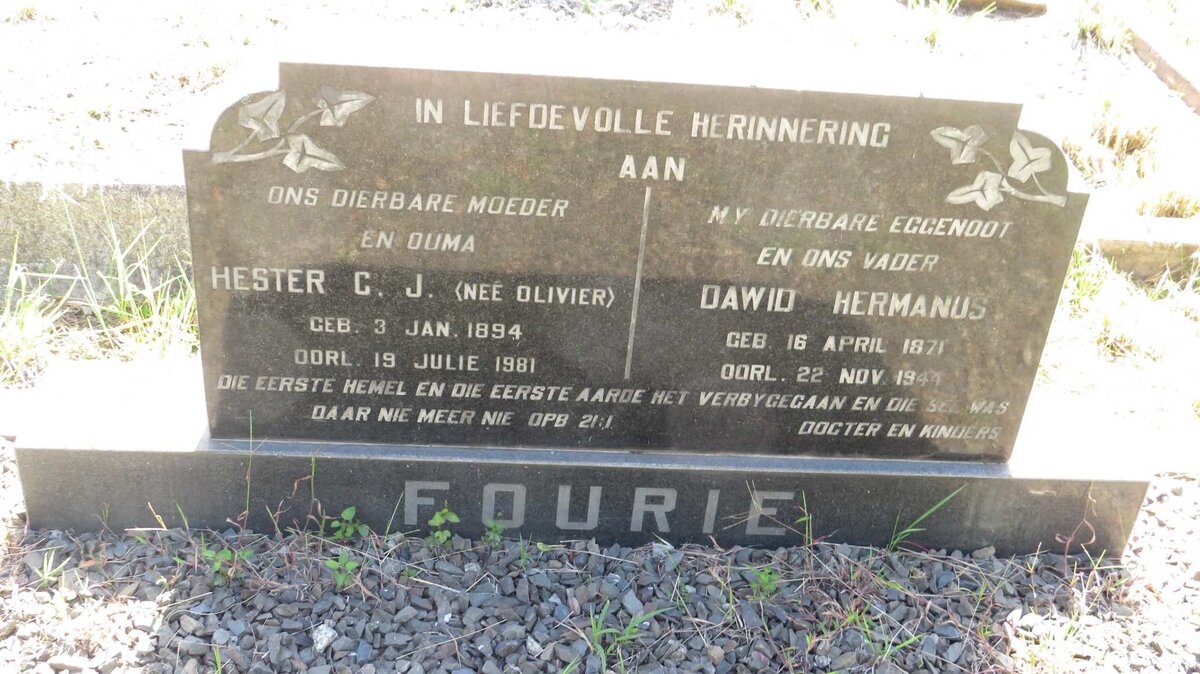 IN LIEFDEVOLLE HERINNERING
AAN
ONS DIERBARE MOEDER
EN OUMA
HESTER C. J. (NEÉ OLIVIER)
GEB. 3 JAN. 1894
OORL. 19 JULIE 1981
MY DIERBARE EGGENOOT
EN ONS VADER
DAWID HERMANUS
GEB. 16 APRIL 1871
OORL. 22 NOV. 1944
DIE EERSTE HEMEL EN DIE EERSTE AARDE HET VERBYGEGAAN EN DIE SEE WAS
DAAR NIE MEER NIE OPB 21:1
DOGTER EN KINDERS
FOURIE